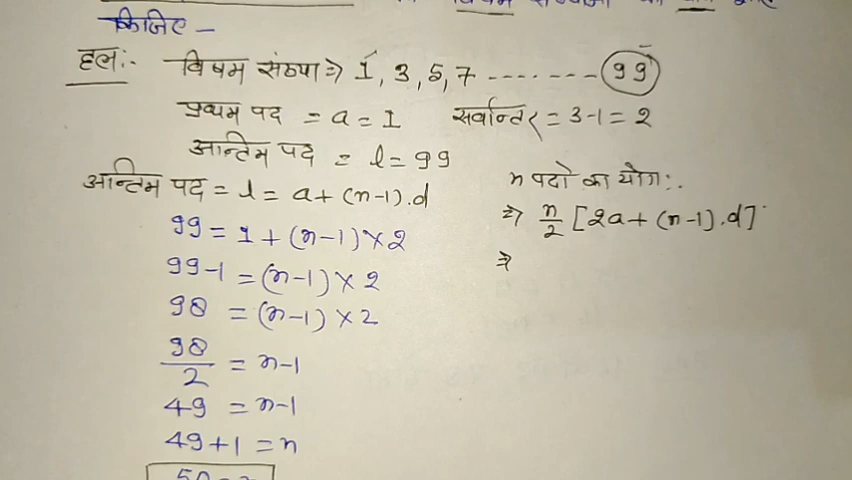 विषम संख्याओं का योग
किजिए -
हलः- विषम संख्या ⇒ 1, 3, 5, 7 ------- 99
प्रथम पद = a = 1 सर्वान्तर = 3-1 = 2
अन्तिम पद = l = 99
अन्तिम पद = l = a + (n-1).d
99 = 1 + (n-1) × 2
99-1 = (n-1) × 2
98 = (n-1) × 2
98/2 = n-1
49 = n-1
49+1 = n
50 = n
n पदो का योग:.
⇒ n/2 [2a + (n-1).d]
⇒